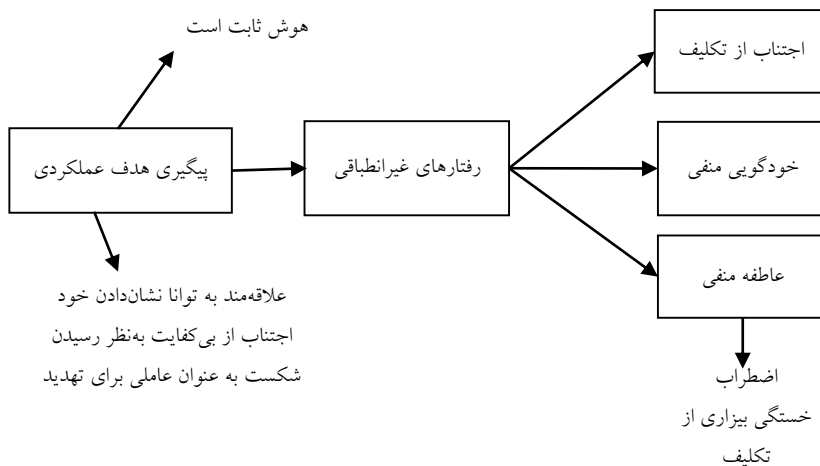 هوش ثابت است
اجتناب از تکلیف
پیگیری هدف عملکردی
رفتارهای غیرانطباقی
خودگویی منفی
عاطفه منفی
علاقه‌مند به توانا نشان‌دادن خود
اجتناب از بی‌کفایت به‌نظر رسیدن
شکست به عنوان عاملی برای تهدید
اضطراب
خستگی بیزاری از
تکلیف